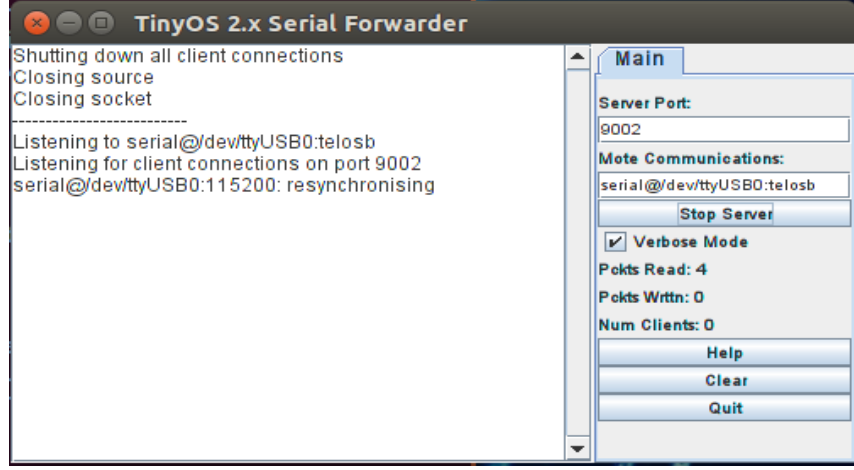 TinyOS 2.x Serial Forwarder
Shutting down all client connections
Closing source
Closing socket
--------------------------
Listening to serial@/dev/ttyUSB0:telosb
Listening for client connections on port 9002
serial@/dev/ttyUSB0:115200: resynchronising
Main
Server Port:
9002
Mote Communications:
serial@/dev/ttyUSB0:telosb
Stop Server
Verbose Mode
Pckts Read: 4
Pckts Wrttn: 0
Num Clients: 0
Help
Clear
Quit